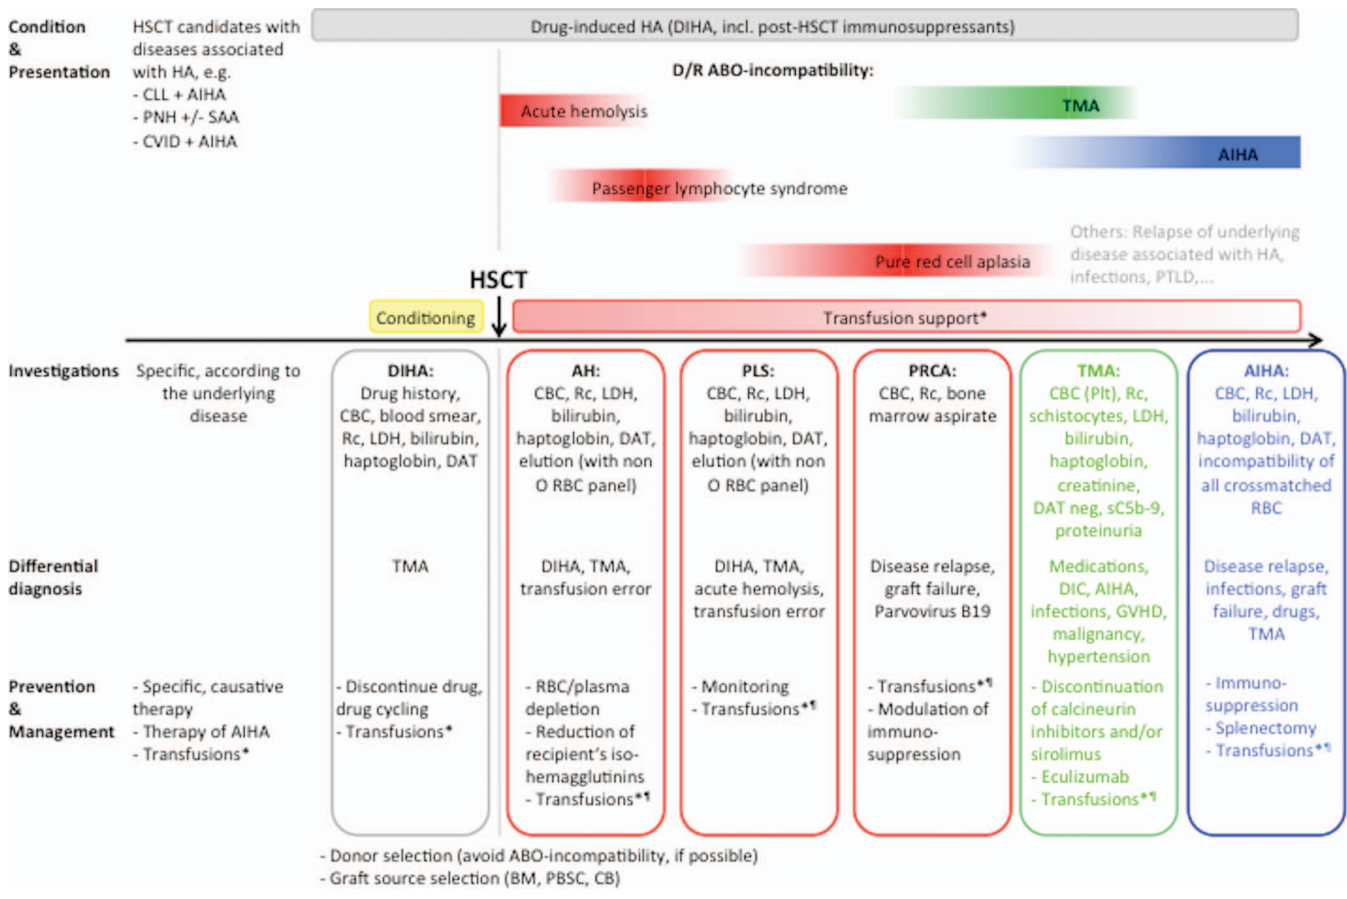 Condition
&
Presentation
HSCT candidates with
diseases associated
with HA, e.g.
- CLL + AIHA
- PNH +/- SAA
- CVID + AIHA
Drug-induced HA (DIHA, incl. post-HSCT immunosuppressants)
D/R ABO-incompatibility:
Acute hemolysis
TMA
AIHA
Passenger lymphocyte syndrome
Pure red cell aplasia
Others: Relapse of underlying
disease associated with HA,
infections, PTLD,...
HSCT
Conditioning
Transfusion support*
Investigations
Specific, according to
the underlying
disease
DIHA:
Drug history,
CBC, blood smear,
Rc, LDH, bilirubin,
haptoglobin, DAT
AH:
CBC, Rc, LDH,
bilirubin,
haptoglobin, DAT,
elution (with non
O RBC panel)
PLS:
CBC, Rc, LDH,
bilirubin,
haptoglobin, DAT,
elution (with non
O RBC panel)
PRCA:
CBC, Rc, bone
marrow aspirate
TMA:
CBC (Plt), Rc,
schistocytes, LDH,
bilirubin,
haptoglobin,
creatinine,
DAT neg, sC5b-9,
proteinuria
AIHA:
CBC, Rc, LDH,
bilirubin,
haptoglobin, DAT,
incompatibility of
all crossmatched
RBC
Differential
diagnosis
TMA
DIHA, TMA,
transfusion error
DIHA, TMA,
acute hemolysis,
transfusion error
Disease relapse,
graft failure,
Parvovirus B19
Medications,
DIC, AIHA,
infections, GVHD,
malignancy,
hypertension
Disease relapse,
infections, graft
failure, drugs,
TMA
Prevention
&
Management
- Specific, causative
therapy
- Therapy of AIHA
- Transfusions*
- Discontinue drug,
drug cycling
- Transfusions*
- RBC/plasma
depletion
- Reduction of
recipient's iso-
hemagglutinins
- Transfusions*¶
- Monitoring
- Transfusions*¶
- Transfusions*¶
- Modulation of
immuno-
suppression
- Discontinuation
of calcineurin
inhibitors and/or
sirolimus
- Eculizumab
- Transfusions*¶
- Immuno-
suppression
- Splenectomy
- Transfusions*¶
- Donor selection (avoid ABO-incompatibility, if possible)
- Graft source selection (BM, PBSC, CB)